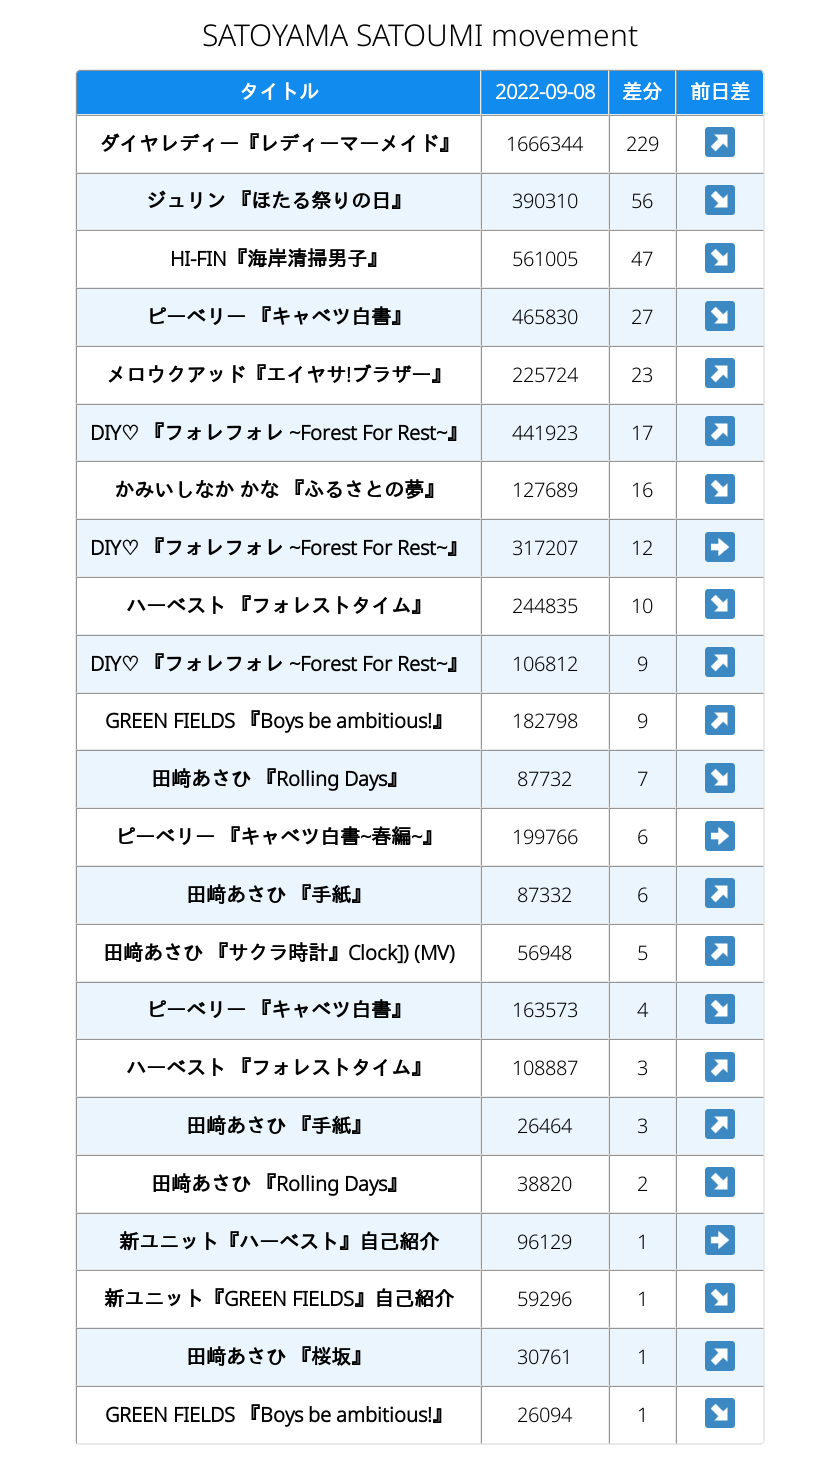 SATOYAMA SATOUMI movement
タイトル 2022-09-08 差分 前日差
ダイヤレディー『レディーマーメイド』 1666344 229 ↗
ジュリン 『ほたる祭りの日』 390310 56 ↘
HI-FIN『海岸清掃男子』 561005 47 ↘
ピーベリー 『キャベツ白書』 465830 27 ↘
メロウクアッド『エイヤサ!ブラザー』 225724 23 ↗
DIY♡ 『フォレフォレ ~Forest For Rest~』 441923 17 ↗
かみいしなか かな 『ふるさとの夢』 127689 16 ↘
DIY♡ 『フォレフォレ ~Forest For Rest~』 317207 12 ➡
ハーベスト 『フォレストタイム』 244835 10 ↘
DIY♡ 『フォレフォレ ~Forest For Rest~』 106812 9 ↗
GREEN FIELDS 『Boys be ambitious!』 182798 9 ↗
田﨑あさひ 『Rolling Days』 87732 7 ↘
ピーベリー 『キャベツ白書~春編~』 199766 6 ➡
田﨑あさひ 『手紙』 87332 6 ↗
田﨑あさひ 『サクラ時計』Clock]) (MV) 56948 5 ↗
ピーベリー 『キャベツ白書』 163573 4 ↘
ハーベスト 『フォレストタイム』 108887 3 ↗
田﨑あさひ 『手紙』 26464 3 ↗
田﨑あさひ 『Rolling Days』 38820 2 ↘
新ユニット『ハーベスト』自己紹介 96129 1 ➡
新ユニット『GREEN FIELDS』自己紹介 59296 1 ↘
田﨑あさひ 『桜坂』 30761 1 ↗
GREEN FIELDS 『Boys be ambitious!』 26094 1 ↘